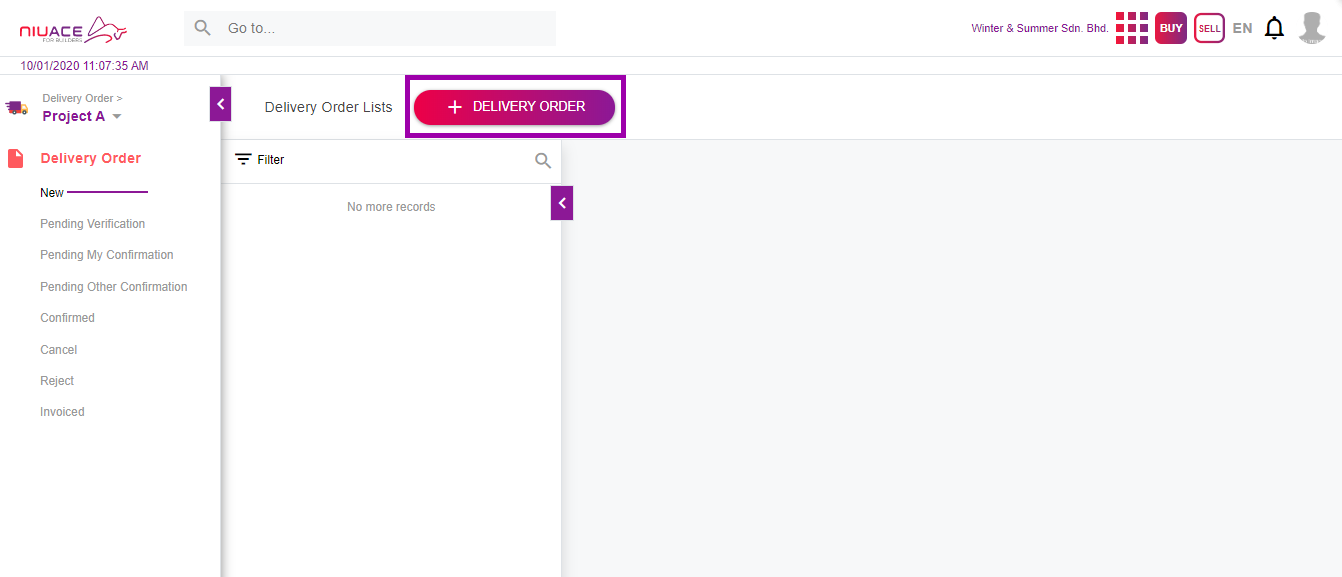 NIUACE
FOR BUILDERS
Go to...
Winter & Summer Sdn. Bhd.
BUY
SELL
EN
10/01/2020 11:07:35 AM
Delivery Order >
Project A
Delivery Order Lists
+ DELIVERY ORDER
Delivery Order
New
Pending Verification
Pending My Confirmation
Pending Other Confirmation
Confirmed
Cancel
Reject
Invoiced
Filter
No more records